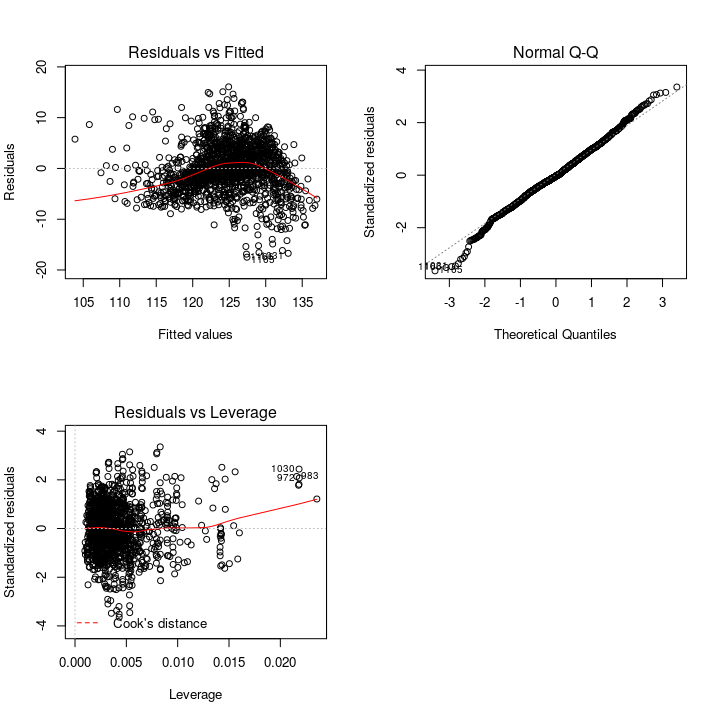 Residuals vs Fitted
Residuals
20
10
0
-10
-20
105 110 115 120 125 130 135
Fitted values
Normal Q-Q
Standardized residuals
4
2
0
-2
-3 -2 -1 0 1 2 3
Theoretical Quantiles
Residuals vs Leverage
Standardized residuals
4
2
0
-2
-4
1030
983
972
Cook's distance
0.000 0.005 0.010 0.015 0.020
Leverage